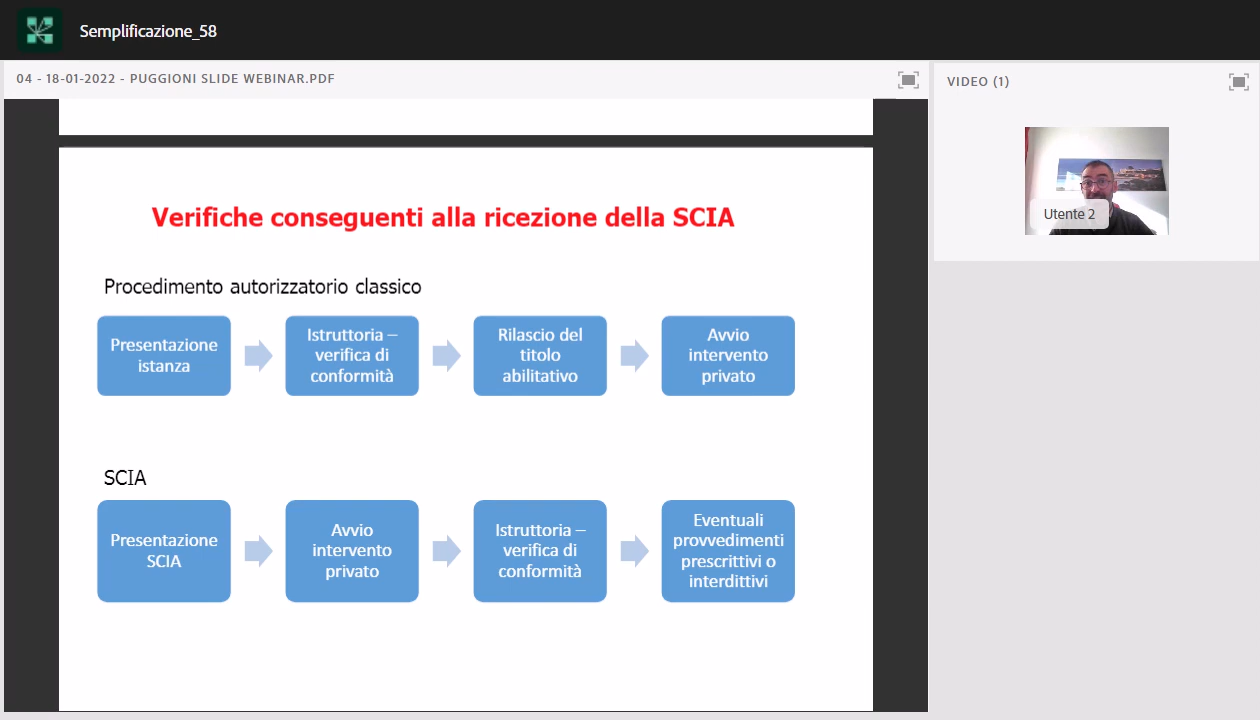 Semplificazione_58
04 - 18-01-2022 - PUGGIONI SLIDE WEBINAR.PDF
VIDEO (1)
Utente 2
Verifiche conseguenti alla ricezione della SCIA
Procedimento autorizzatorio classico
Presentazione
istanza
Istruttoria –
verifica di
conformità
Rilascio del
titolo
abilitativo
Avvio
intervento
privato
SCIA
Presentazione
SCIA
Avvio
intervento
privato
Istruttoria –
verifica di
conformità
Eventuali
provvedimenti
prescrittivi o
interdittivi